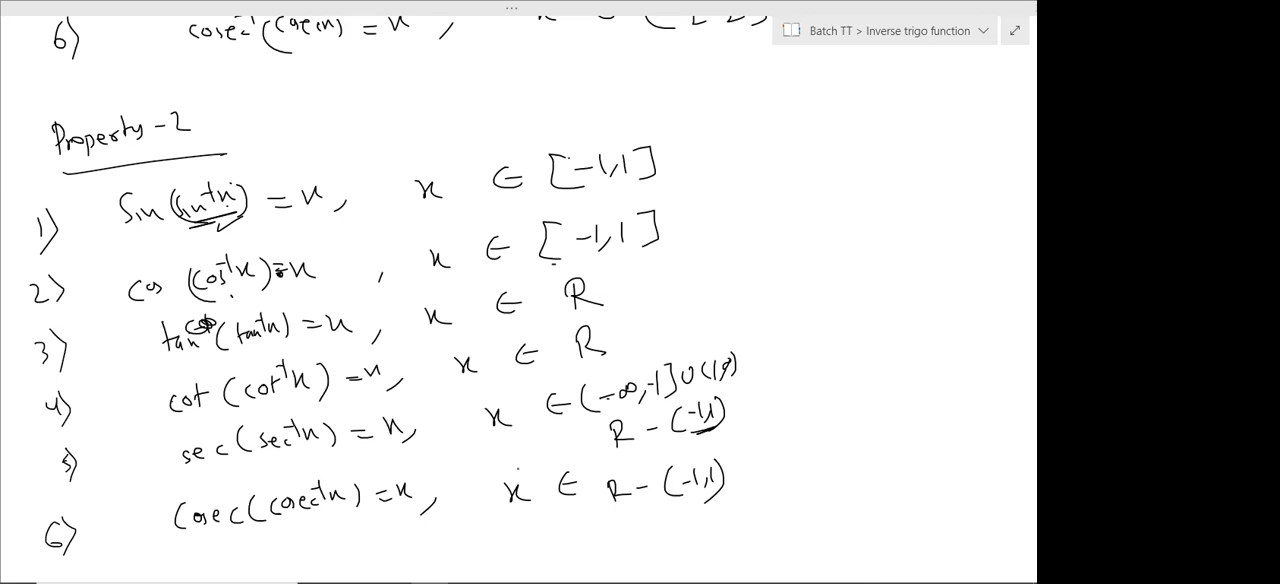 Batch TT > Inverse trigo function
6) cosec⁻¹(cosec x) = x,
Property-2
1) Sin(sin⁻¹x) = x, x ∈ [-1,1]
2) cos (cos⁻¹x) = x, x ∈ [-1,1]
3) tan (tan⁻¹x) = x, x ∈ R
4) cot (cot⁻¹x) = x, x ∈ R
5) sec(sec⁻¹x) = x, x ∈ (-∞,-1]∪(1,∞)
R - (-1,1)
6) cosec(cosec⁻¹x) = x, x ∈ R - (-1,1)